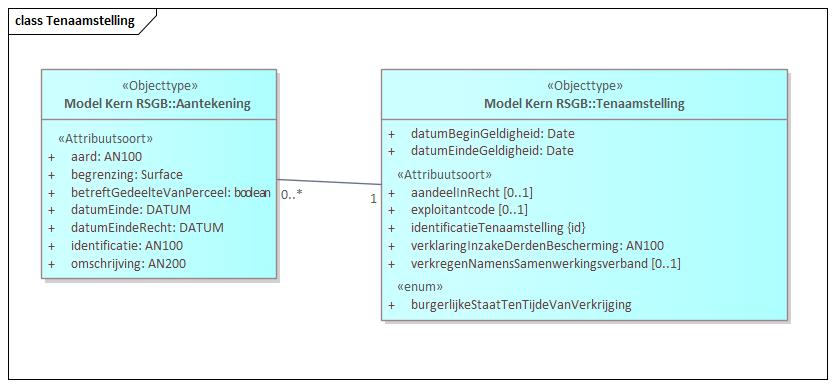 class Tenaamstelling
«Objecttype»
Model Kern RSGB::Aantekening
«Attribuutsoort»
+ aard: AN100
+ begrenzing: Surface
+ betreftGedeelteVanPerceel: boolean
+ datumEinde: DATUM
+ datumEindeRecht: DATUM
+ identificatie: AN100
+ omschrijving: AN200
0..*
1
«Objecttype»
Model Kern RSGB::Tenaamstelling
+ datumBeginGeldigheid: Date
+ datumEindeGeldigheid: Date
«Attribuutsoort»
+ aandeelInRecht [0..1]
+ exploitantcode [0..1]
+ identificatieTenaamstelling {id}
+ verklaringInzakeDerdenBescherming: AN100
+ verkregenNamensSamenwerkingsverband [0..1]
«enum»
+ burgerlijkeStaatTenTijdeVanVerkrijging